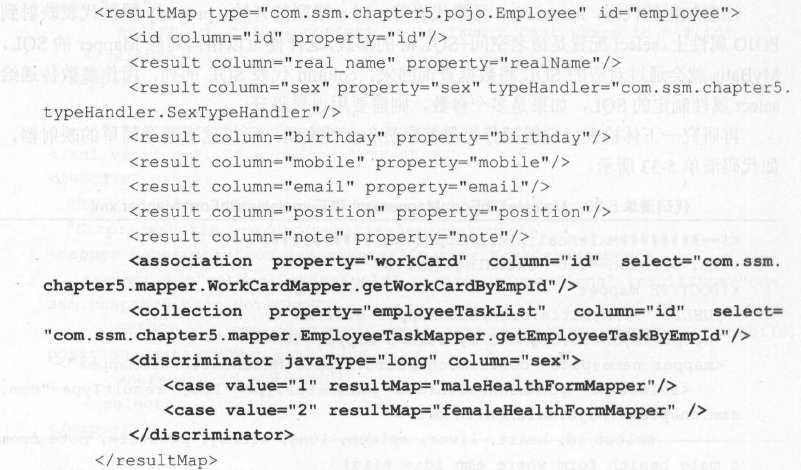 <resultMap type="com.ssm.chapter5.pojo.Employee" id="employee">
<id column="id" property="id"/>
<result column="real_name" property="realName"/>
<result column="sex" property="sex" typeHandler="com.ssm.chapter5.
typeHandler.SexTypeHandler"/>
<result column="birthday" property="birthday"/>
<result column="mobile" property="mobile"/>
<result column="email" property="email"/>
<result column="position" property="position"/>
<result column="note" property="note"/>
<association property="workCard" column="id" select="com.ssm.
chapter5.mapper.WorkCardMapper.getWorkCardByEmpId"/>
<collection property="employeeTaskList" column="id" select=
"com.ssm.chapter5.mapper.EmployeeTaskMapper.getEmployeeTaskByEmpId"/>
<discriminator javaType="long" column="sex">
<case value="1" resultMap="maleHealthFormMapper"/>
<case value="2" resultMap="femaleHealthFormMapper" />
</discriminator>
</resultMap>